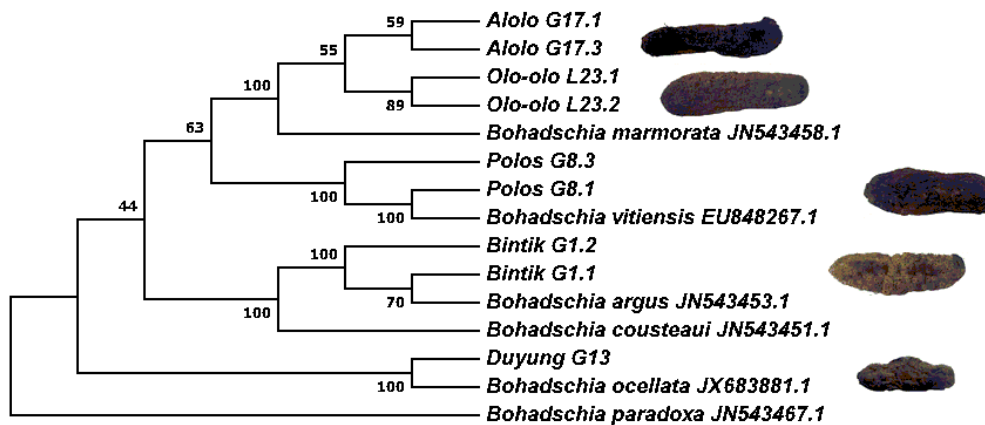 59
Alolo G17.1
Alolo G17.3
55
Olo-olo L23.1
89
Olo-olo L23.2
100
Bohadschia marmorata JN543458.1
63
Polos G8.3
100
Polos G8.1
100
Bohadschia vitiensis EU848267.1
44
Bintik G1.2
100
Bintik G1.1
70
Bohadschia argus JN543453.1
100
Bohadschia cousteaui JN543451.1
Duyung G13
100
Bohadschia ocellata JX683881.1
Bohadschia paradoxa JN543467.1